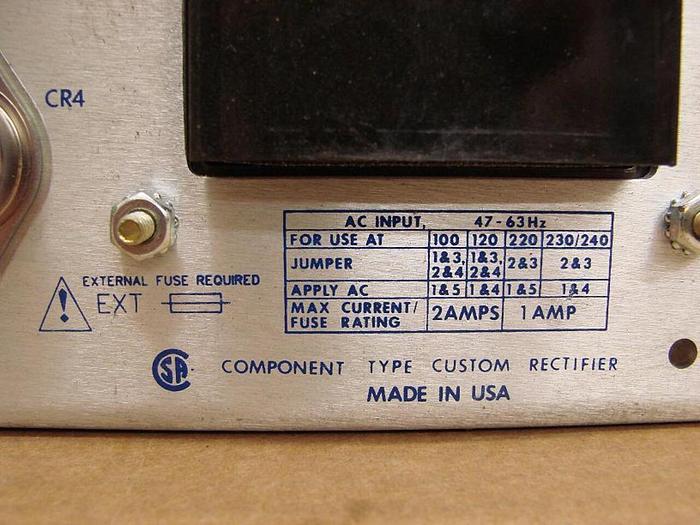 CR4
AC INPUT, 47-63Hz
FOR USE AT 100 120 220 230/240
JUMPER 1&3, 2&4 1&3, 2&4 2&3 2&3
APPLY AC 1&5 1&4 1&5 1&4
MAX CURRENT/ FUSE RATING 2AMPS 1AMP
EXTERNAL FUSE REQUIRED
! EXT
CSA COMPONENT TYPE CUSTOM RECTIFIER
MADE IN USA